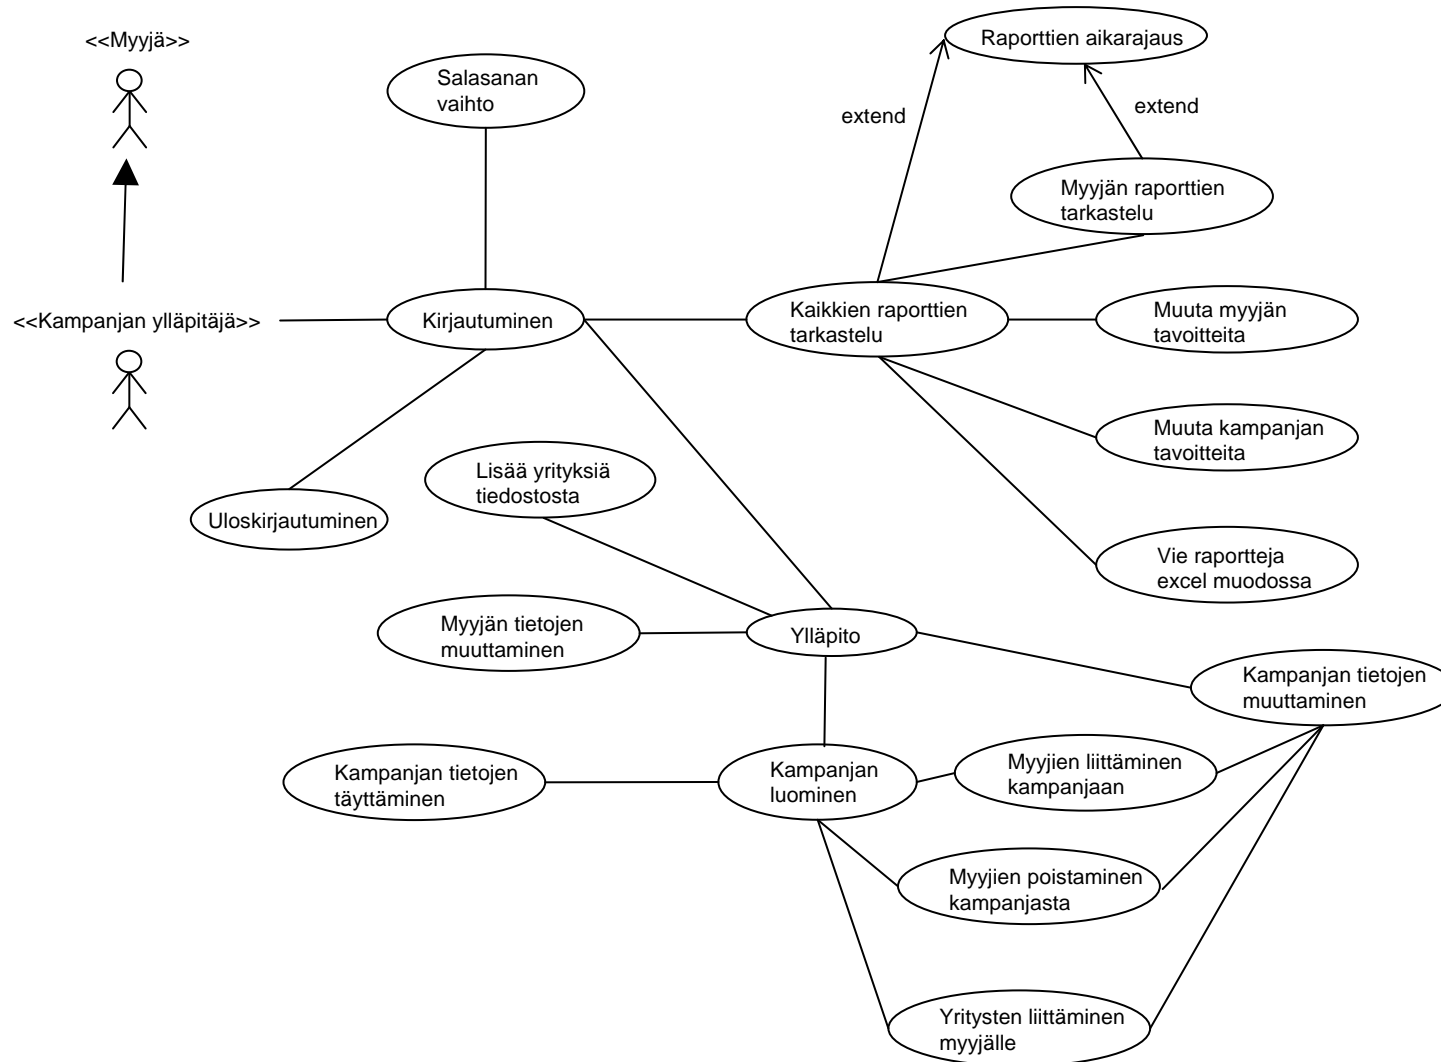 <<Myyjä>>
Salasanan
vaihto
Raporttien aikarajaus
extend
extend
Myyjän raporttien
tarkastelu
<<Kampanjan ylläpitäjä>>
Kirjautuminen
Kaikkien raporttien
tarkastelu
Muuta myyjän
tavoitteita
Muuta kampanjan
tavoitteita
Lisää yrityksiä
tiedostosta
Uloskirjautuminen
Vie raportteja
excel muodossa
Myyjän tietojen
muuttaminen
Ylläpito
Kampanjan tietojen
muuttaminen
Kampanjan tietojen
täyttäminen
Kampanjan
luominen
Myyjien liittäminen
kampanjaan
Myyjien poistaminen
kampanjasta
Yritysten liittäminen
myyjälle